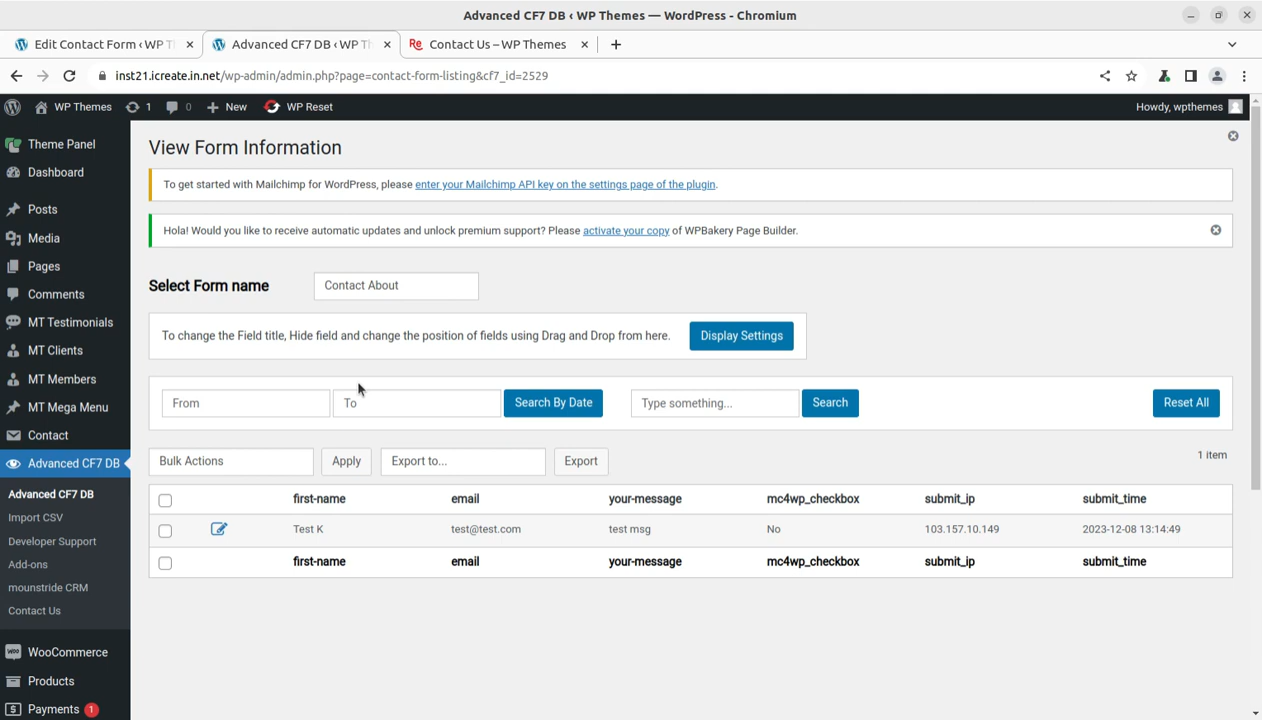 Advanced CF7 DB ‹ WP Themes — WordPress - Chromium
Edit Contact Form ‹ WP T
Advanced CF7 DB ‹ WP Th
Contact Us – WP Themes
inst21.icreate.in.net/wp-admin/admin.php?page=contact-form-listing&cf7_id=2529
WP Themes 1 0 New WP Reset Howdy, wpthemes
Theme Panel
Dashboard
Posts
Media
Pages
Comments
MT Testimonials
MT Clients
MT Members
MT Mega Menu
Contact
Advanced CF7 DB
Advanced CF7 DB
Import CSV
Developer Support
Add-ons
mounstride CRM
Contact Us
WooCommerce
Products
Payments 1
View Form Information
To get started with Mailchimp for WordPress, please enter your Mailchimp API key on the settings page of the plugin.
Hola! Would you like to receive automatic updates and unlock premium support? Please activate your copy of WPBakery Page Builder.
Select Form name Contact About
To change the Field title, Hide field and change the position of fields using Drag and Drop from here. Display Settings
From To Search By Date Type something... Search Reset All
Bulk Actions Apply Export to... Export 1 item
first-name email your-message mc4wp_checkbox submit_ip submit_time
Test K test@test.com test msg No 103.157.10.149 2023-12-08 13:14:49
first-name email your-message mc4wp_checkbox submit_ip submit_time